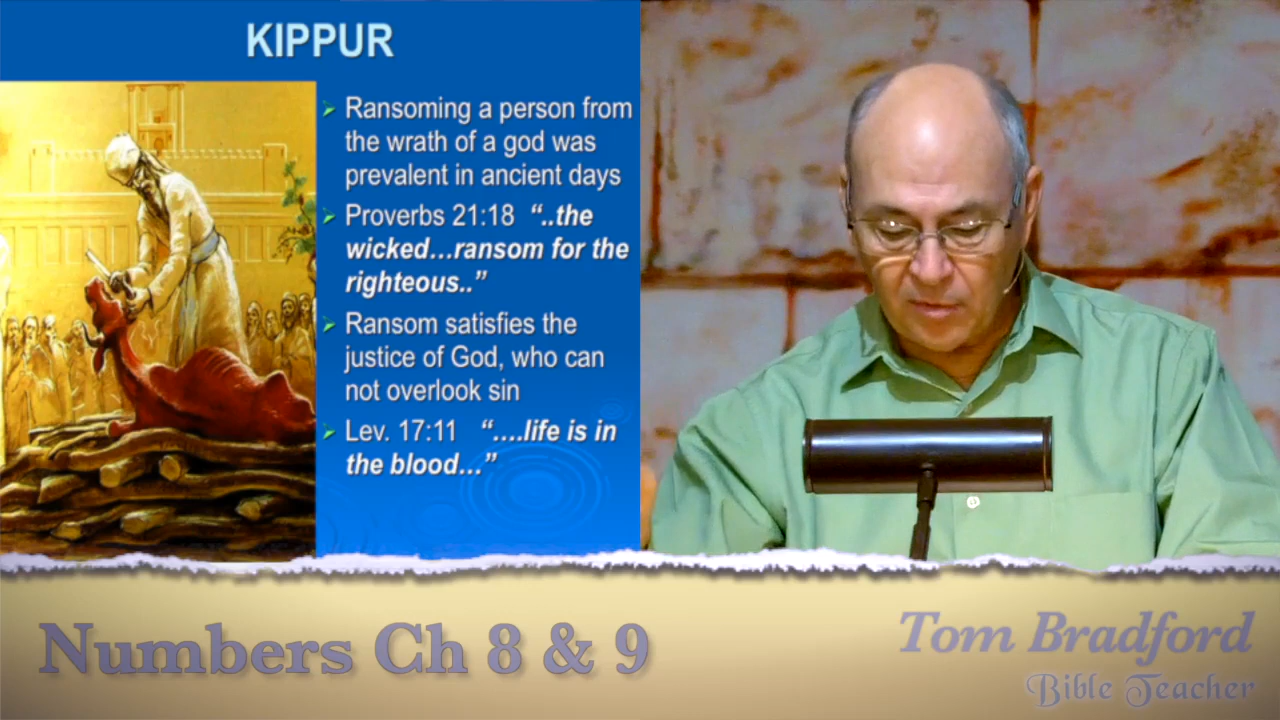 KIPPUR
Ransoming a person from
the wrath of a god was
prevalent in ancient days
Proverbs 21:18 “..the
wicked...ransom for the
righteous..”
Ransom satisfies the
justice of God, who can
not overlook sin
Lev. 17:11 “....life is in
the blood...”
Numbers Ch 8 & 9
Tom Bradford
Bible Teacher